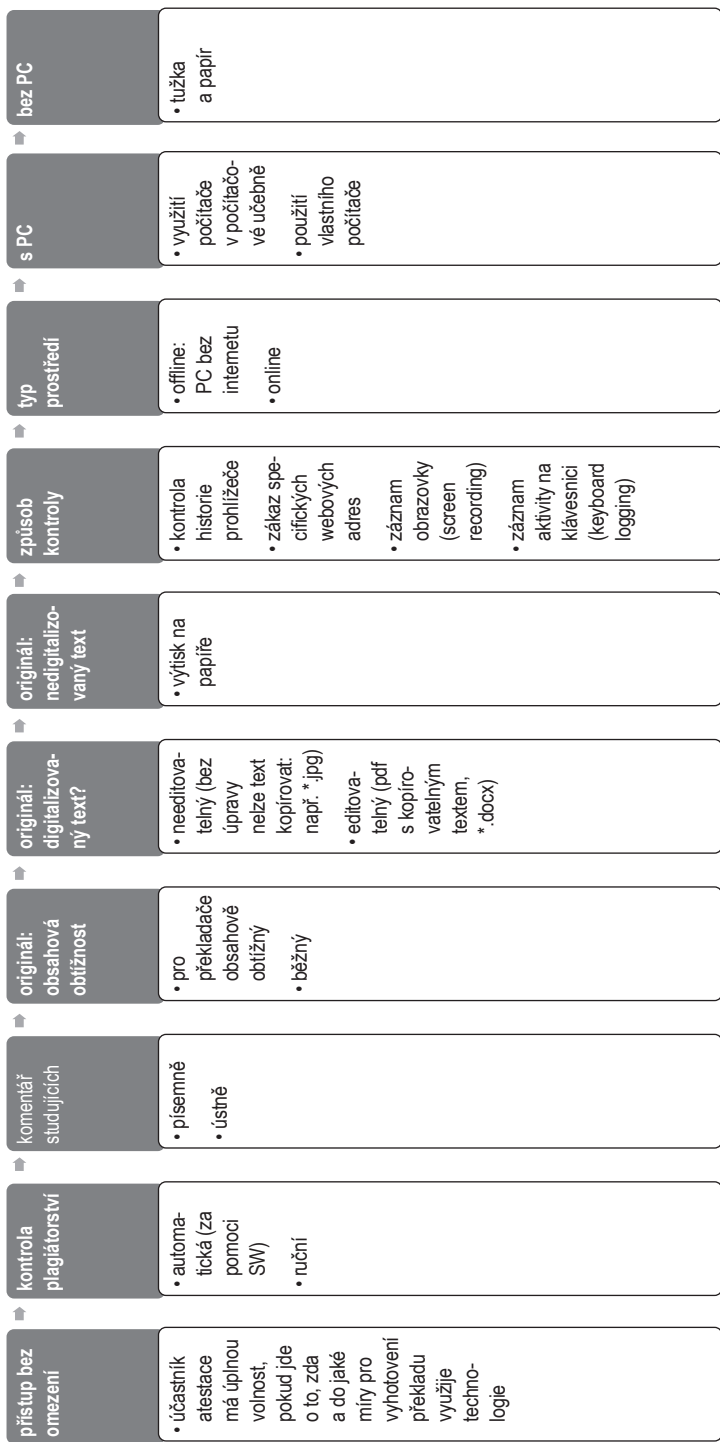 přístup bez
omezení
• účastník
atestace
má úplnou
volnost,
pokud jde
o to, zda
a do jaké
míry pro
vyhotovení
překladu
využije
techno-
logie
kontrola
plagiátorství
• automa-
tická (za
pomoci
SW)
• ruční
komentář
studujících
• písemně
• ústně
originál:
obsahová
obtížnost
• pro
překladače
obsahově
obtížný
• běžný
originál:
digitalizova-
ný text?
• needitova-
telný (bez
úpravy
nelze text
kopírovat:
např. *.jpg)
• editova-
telný (pdf
s kopíro-
vatelným
textem,
*.docx)
originál:
nedigitalizo-
vaný text
• výtisk na
papíře
způsob
kontroly
• kontrola
historie
prohlížeče
• zákaz spe-
cifických
webových
adres
• záznam
obrazovky
(screen
recording)
• záznam
aktivity na
klávesnici
(keyboard
logging)
typ
prostředí
• offline:
PC bez
internetu
• online
s PC
• využití
počítače
v počítačo-
vé učebně
• použití
vlastního
počítače
bez PC
• tužka
a papír